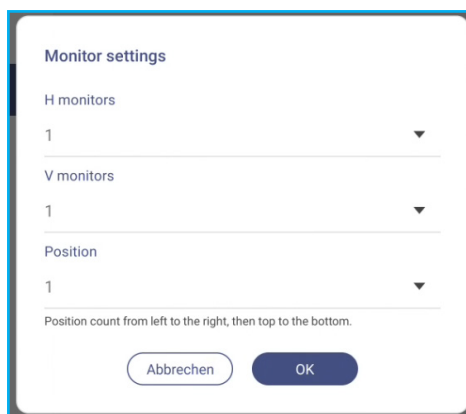 Monitor settings
H monitors
1
V monitors
1
Position
1
Position count from left to the right, then top to the bottom.
Abbrechen OK